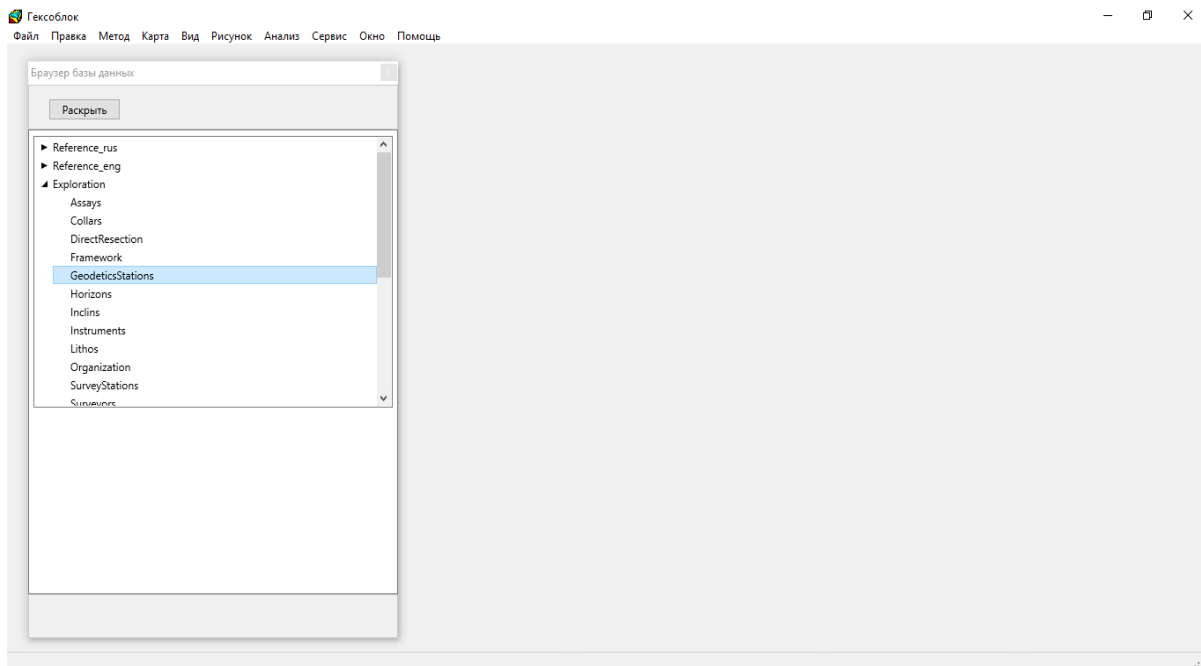 Гексоблок
Файл Правка Метод Карта Вид Рисунок Анализ Сервис Окно Помощь
Браузер базы данных
Раскрыть
Reference_rus
Reference_eng
Exploration
Assays
Collars
DirectResection
Framework
GeodeticsStations
Horizons
Inclins
Instruments
Lithos
Organization
SurveyStations
Surveyors